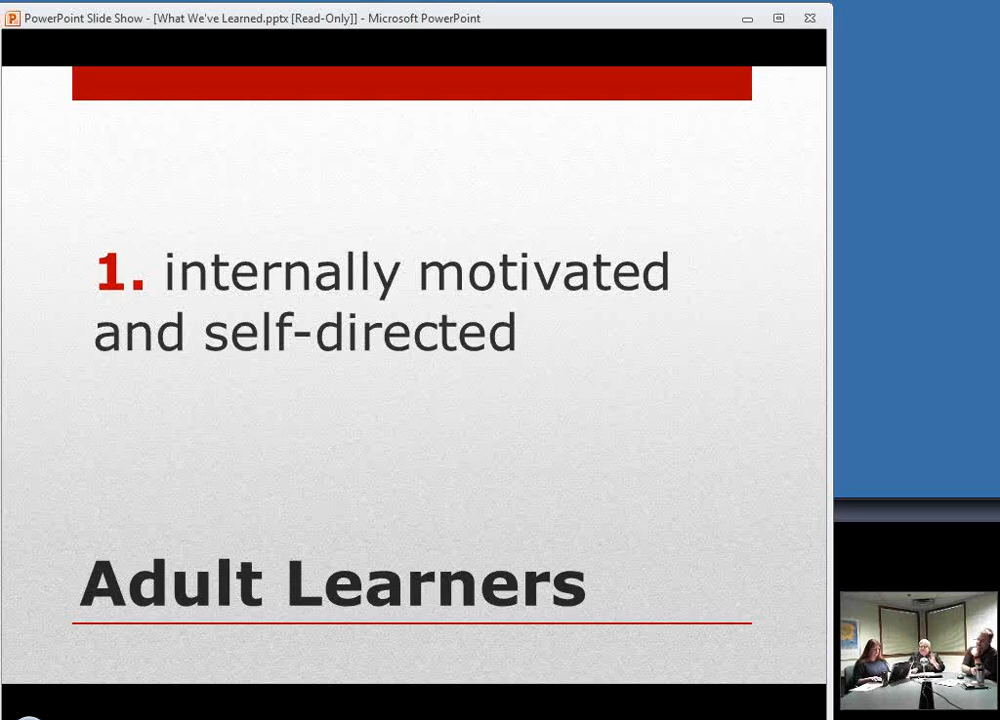 PowerPoint Slide Show - [What We've Learned.pptx [Read-Only]] - Microsoft PowerPoint
1. internally motivated
and self-directed
Adult Learners